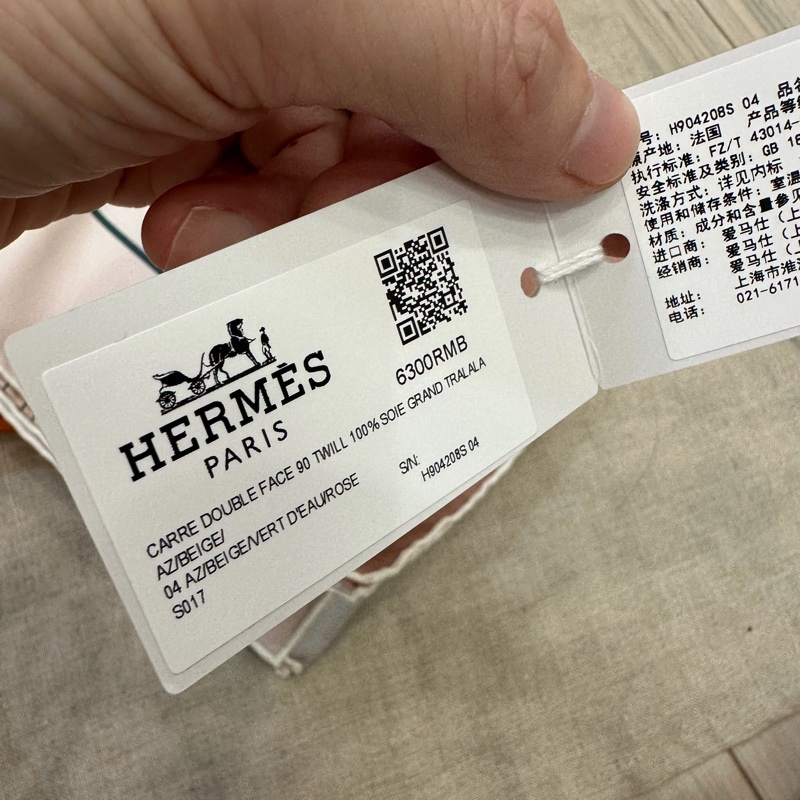 HERMÈS
PARIS
6300RMB
CARRE DOUBLE FACE 90 TWILL 100%SOIE GRAND TRALALA
AZ/BEIGE/
04 AZ/BEIGE/VERT D'EAU/ROSE
S017
S/N:
H904208S 04
号: H904208S 04 品名
原产地: 法国 产品等
执行标准: FZ/T 43014-
安全标准及类别: GB 18
洗涤方式: 详见内标
使用和储存条件: 室温
材质: 成分和含量参见
进口商: 爱马仕 (上
经销商: 爱马仕 (上
地址: 上海市淮海
电话: 021-6171